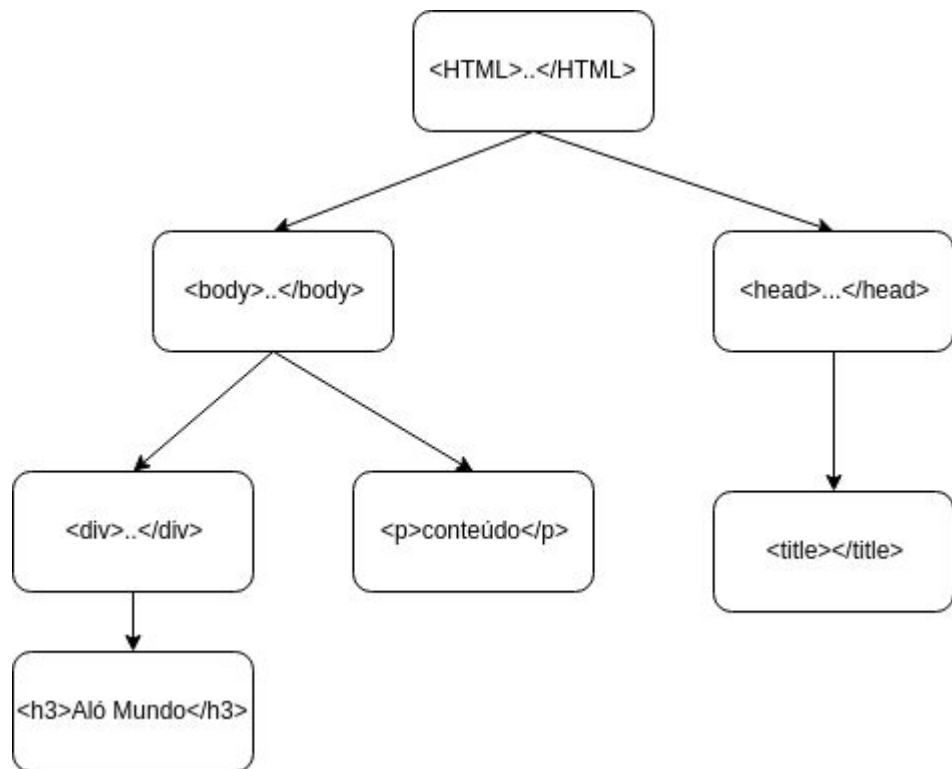 <HTML>..</HTML>
<body>..</body>
<head>...</head>
<div>..</div>
<p>conteúdo</p>
<title></title>
<h3>Aló Mundo</h3>